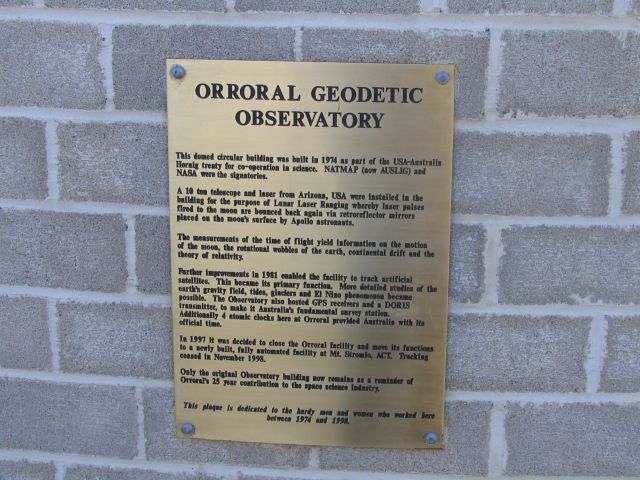 ORRORAL GEODETIC
OBSERVATORY
This domed circular building was built in 1974 as part of the USA-Australia
Hornig treaty for co-operation in science. NATMAP (now AUSLIG) and
NASA were the signatories.
A 10 ton telescope and laser from Arizona, USA were installed in the
building for the purpose of Lunar Laser Ranging whereby laser pulses
fired to the moon are bounced back again via retroreflector mirrors
placed on the moon's surface by Apollo astronauts.
The measurements of the time of flight yield information on the motion
of the moon, the rotational wobbles of the earth, continental drift and the
theory of relativity.
Further improvements in 1981 enabled the facility to track artificial
satellites. This became its primary function. More detailed studies of the
earth's gravity field, tides, glaciers and El Nino phenomenon became
possible. The Observatory also hosted GPS receivers and a DORIS
transmitter, to make it Australia's fundamental survey station.
Additionally 4 atomic clocks here at Orroral provided Australia with its
official time.
In 1997 it was decided to close the Orroral facility and move its functions
to a newly built, fully automated facility at Mt. Stromlo, ACT. Tracking
ceased in November 1998.
Only the original Observatory building now remains as a reminder of
Orroral's 25 year contribution to the space science industry.
This plaque is dedicated to the hardy men and women who worked here
between 1974 and 1998.